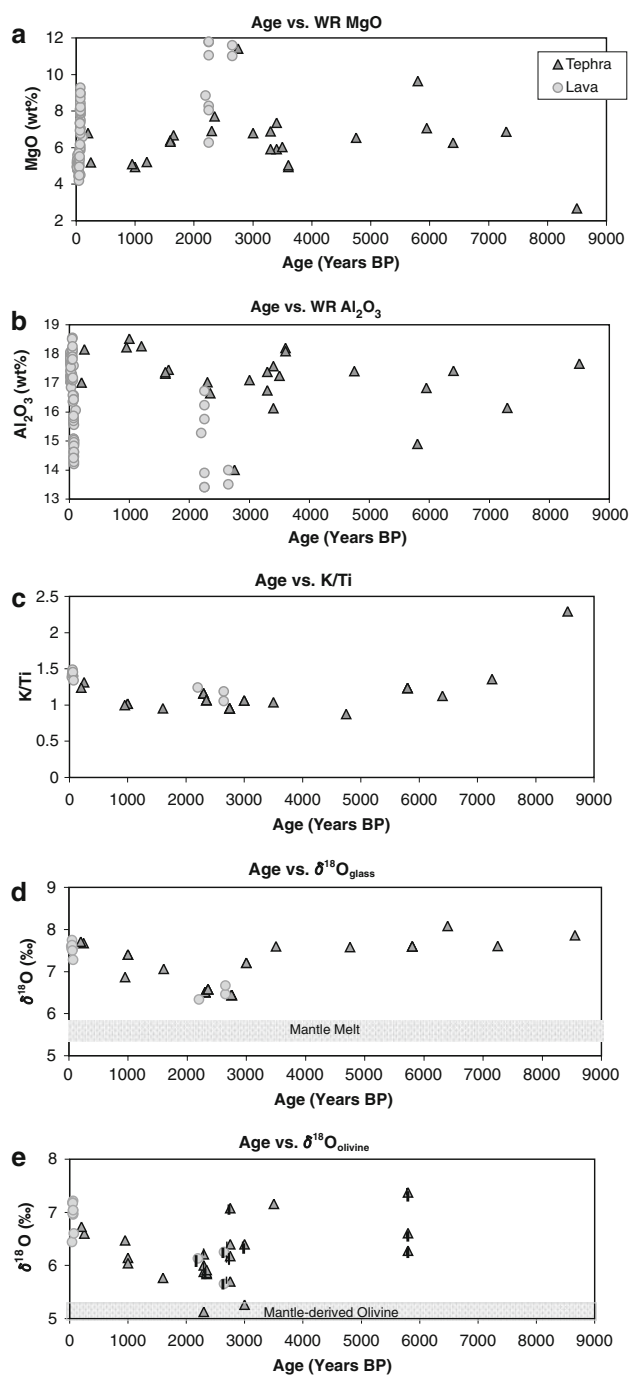 a
Age vs. WR MgO
12
10
8
6
4
2
MgO (wt%)
Tephra
Lava
0 1000 2000 3000 4000 5000 6000 7000 8000 9000
Age (Years BP)
b
Age vs. WR Al₂O₃
19
18
17
16
15
14
13
Al₂O₃ (wt%)
0 1000 2000 3000 4000 5000 6000 7000 8000 9000
Age (Years BP)
c
Age vs. K/Ti
2.5
2
1.5
1
0.5
0
K/Ti
0 1000 2000 3000 4000 5000 6000 7000 8000 9000
Age (Years BP)
d
Age vs. δ¹⁸Oglass
9
8
7
6
5
δ¹⁸O (‰)
Mantle Melt
0 1000 2000 3000 4000 5000 6000 7000 8000 9000
Age (Years BP)
e
Age vs. δ¹⁸Oolivine
8
7
6
5
δ¹⁸O (‰)
Mantle-derived Olivine
0 1000 2000 3000 4000 5000 6000 7000 8000 9000
Age (Years BP)